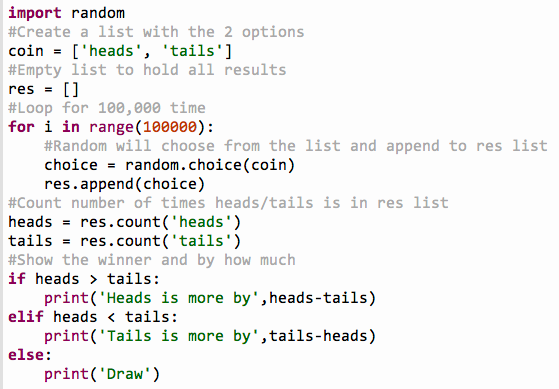 import random
#Create a list with the 2 options
coin = ['heads', 'tails']
#Empty list to hold all results
res = []
#Loop for 100,000 time
for i in range(100000):
    #Random will choose from the list and append to res list
    choice = random.choice(coin)
    res.append(choice)
#Count number of times heads/tails is in res list
heads = res.count('heads')
tails = res.count('tails')
#Show the winner and by how much
if heads > tails:
    print('Heads is more by',heads-tails)
elif heads < tails:
    print('Tails is more by',tails-heads)
else:
    print('Draw')